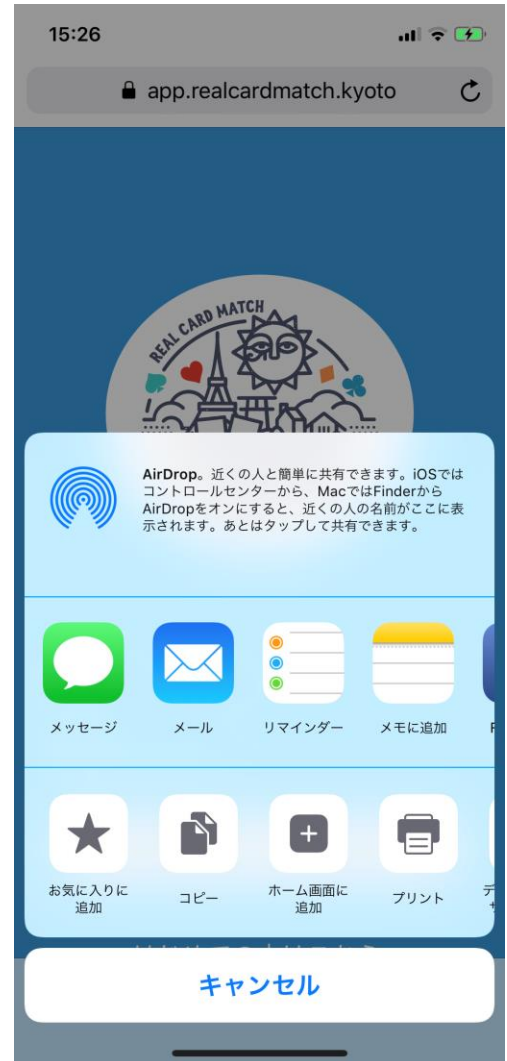 15:26
app.realcardmatch.kyoto
REAL CARD MATCH
AirDrop。近くの人と簡単に共有できます。iOSでは
コントロールセンターから、MacではFinderから
AirDropをオンにすると、近くの人の名前がここに表
示されます。あとはタップして共有できます。
メッセージ
メール
リマインダー
メモに追加
お気に入りに
追加
コピー
ホーム画面に
追加
プリント
キャンセル